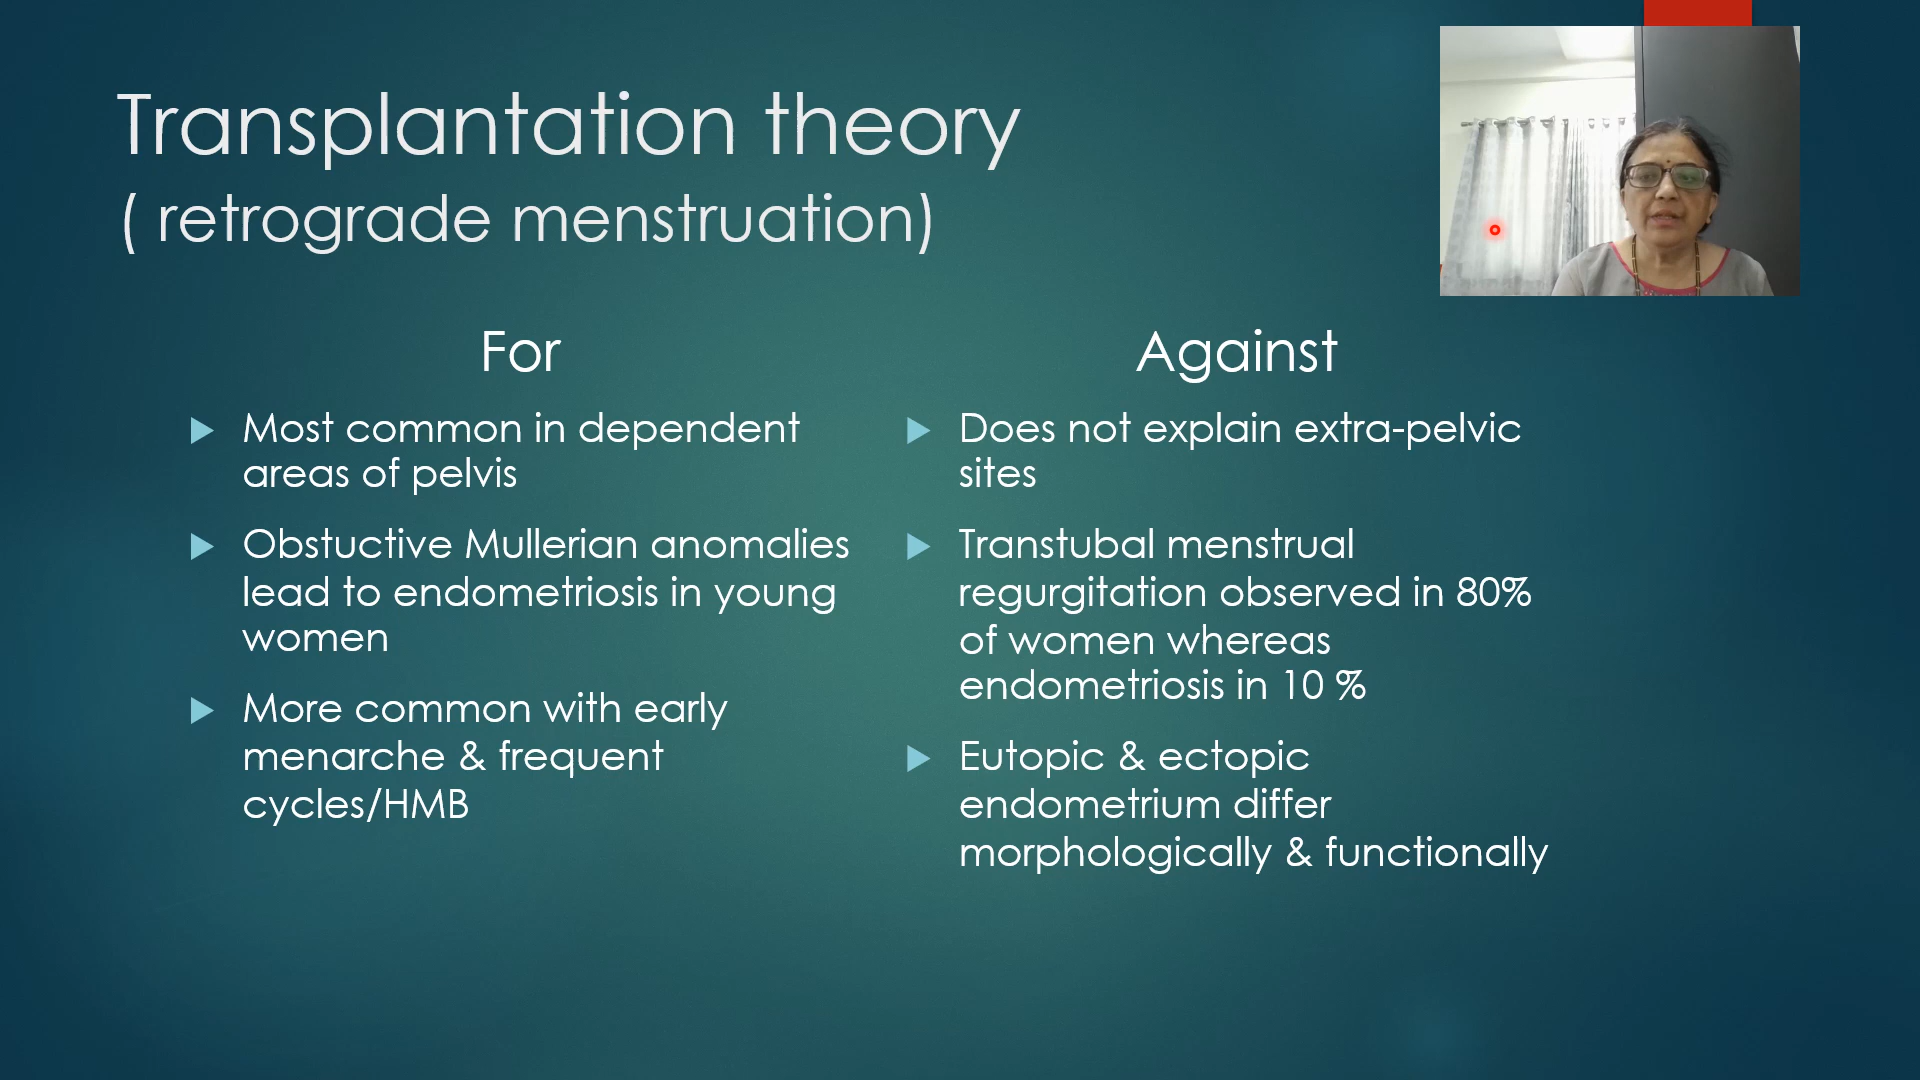 Transplantation theory
( retrograde menstruation)
For
Most common in dependent
areas of pelvis
Obstuctive Mullerian anomalies
lead to endometriosis in young
women
More common with early
menarche & frequent
cycles/HMB
Against
Does not explain extra-pelvic
sites
Transtubal menstrual
regurgitation observed in 80%
of women whereas
endometriosis in 10 %
Eutopic & ectopic
endometrium differ
morphologically & functionally